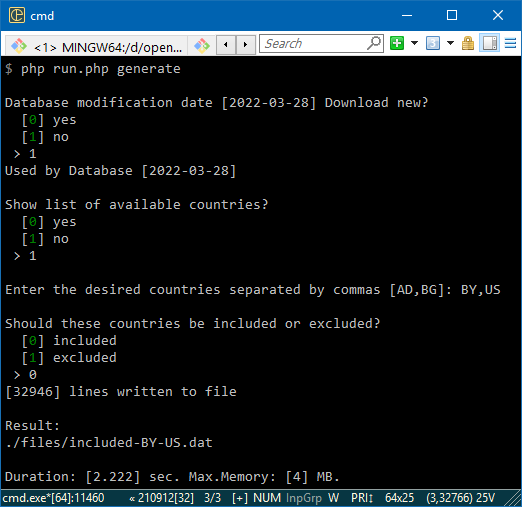 cmd
<1> MINGW64:/d/open...
Search
$ php run.php generate
Database modification date [2022-03-28] Download new?
[0] yes
[1] no
> 1
Used by Database [2022-03-28]
Show list of available countries?
[0] yes
[1] no
> 1
Enter the desired countries separated by commas [AD,BG]: BY,US
Should these countries be included or excluded?
[0] included
[1] excluded
> 0
[32946] lines written to file
Result:
./files/included-BY-US.dat
Duration: [2.222] sec. Max.Memory: [4] MB.
cmd.exe*[64]:11460 « 210912[32] 3/3 [+] NUM InpGrp W PRI↕ 64x25 (3,32766) 25V